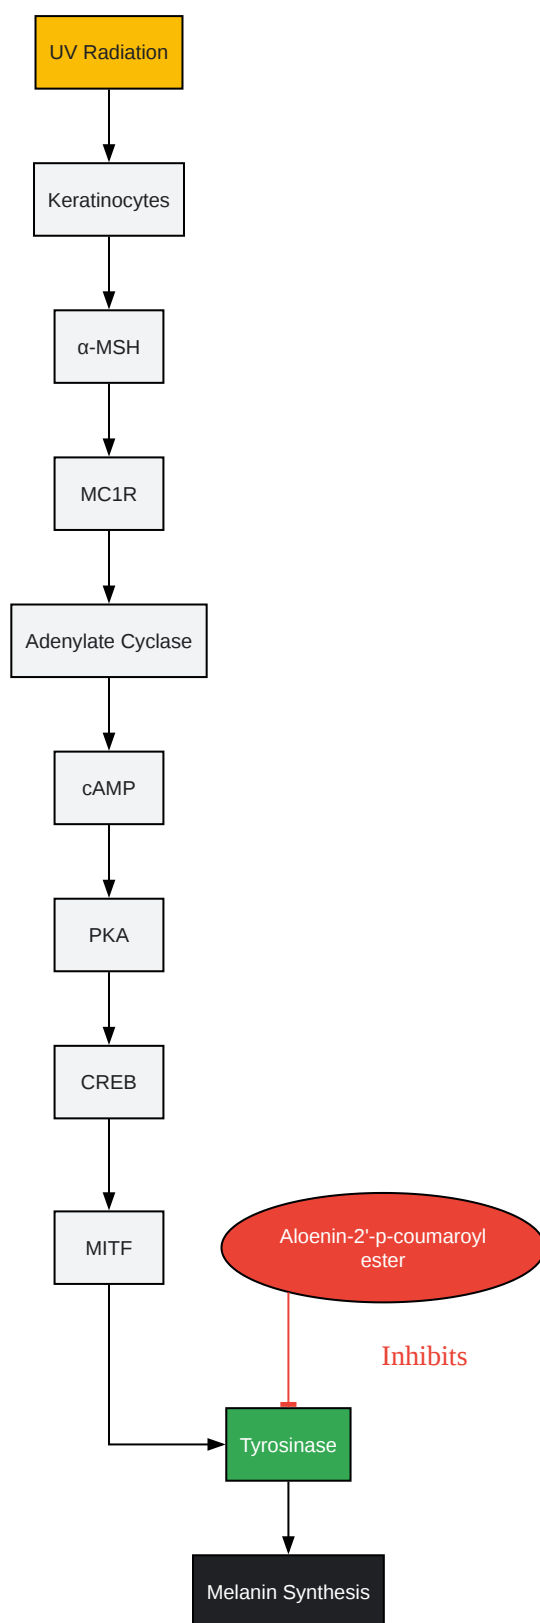 UV Radiation
Keratinocytes
α-MSH
MC1R
Adenylate Cyclase
cAMP
PKA
CREB
MITF
Aloenin-2'-p-coumaroyl
ester
Inhibits
Tyrosinase
Melanin Synthesis